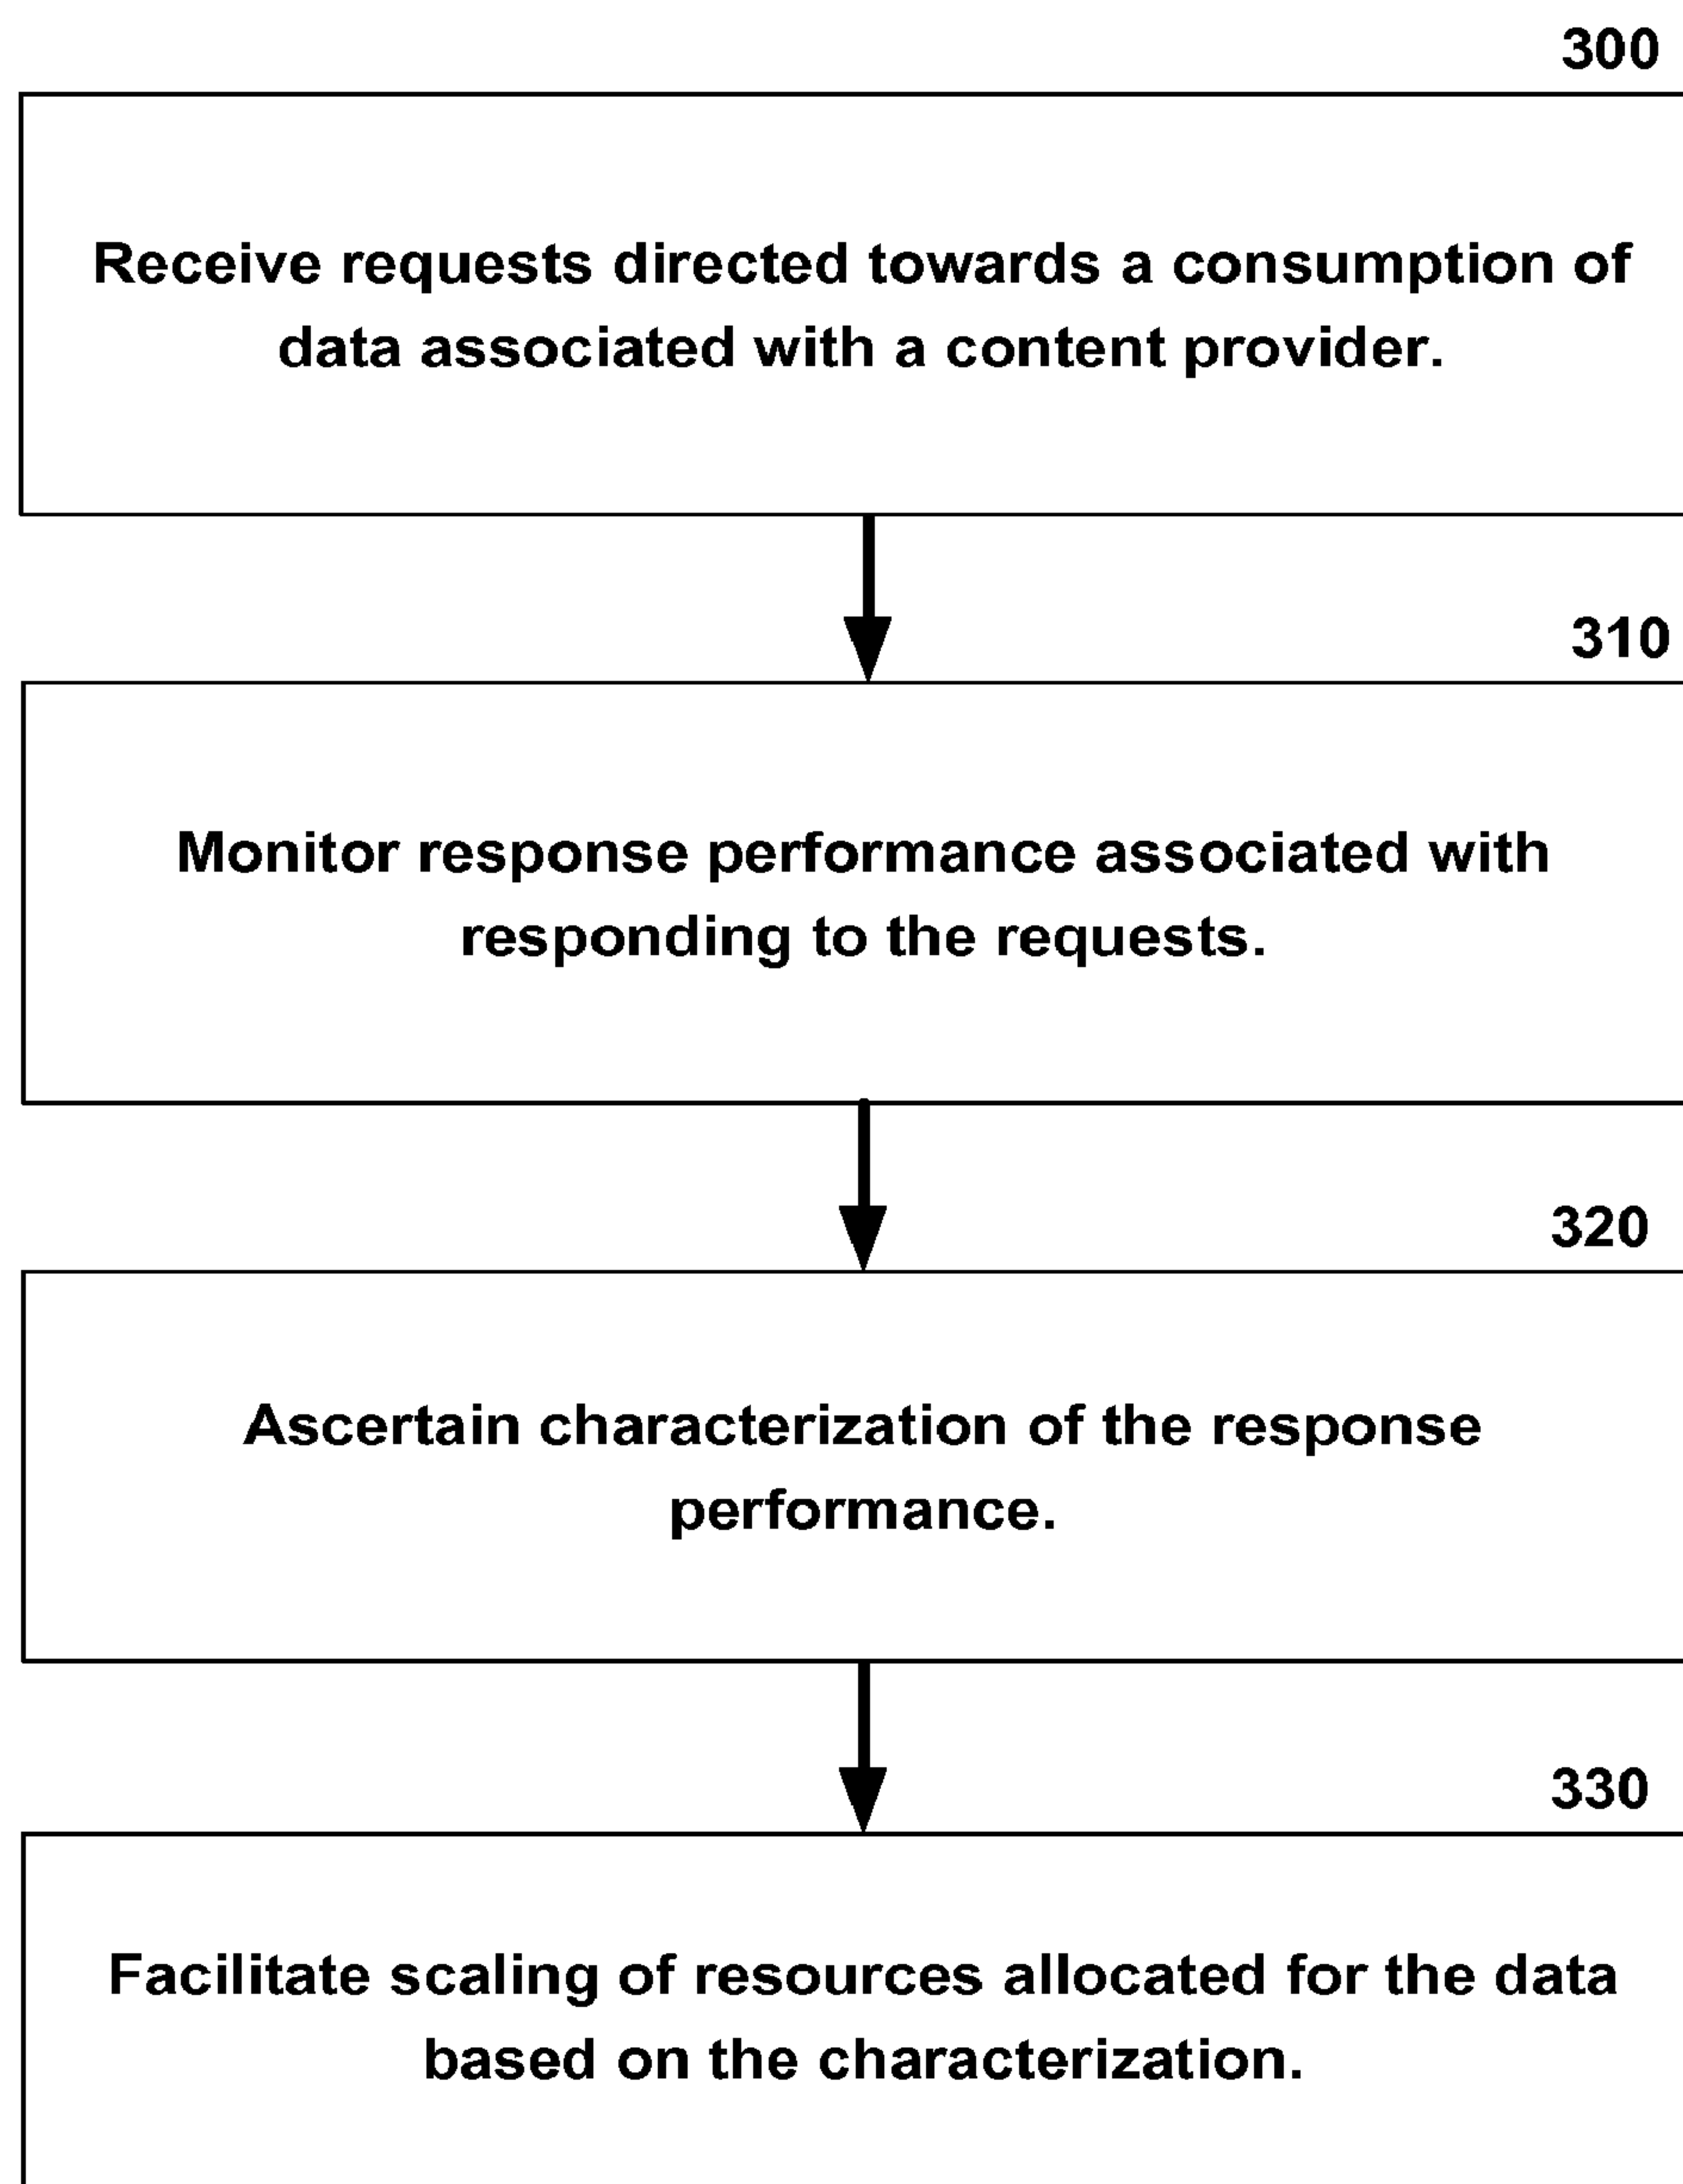 300
Receive requests directed towards a consumption of
data associated with a content provider.
310
Monitor response performance associated with
responding to the requests.
320
Ascertain characterization of the response
performance.
330
Facilitate scaling of resources allocated for the data
based on the characterization.